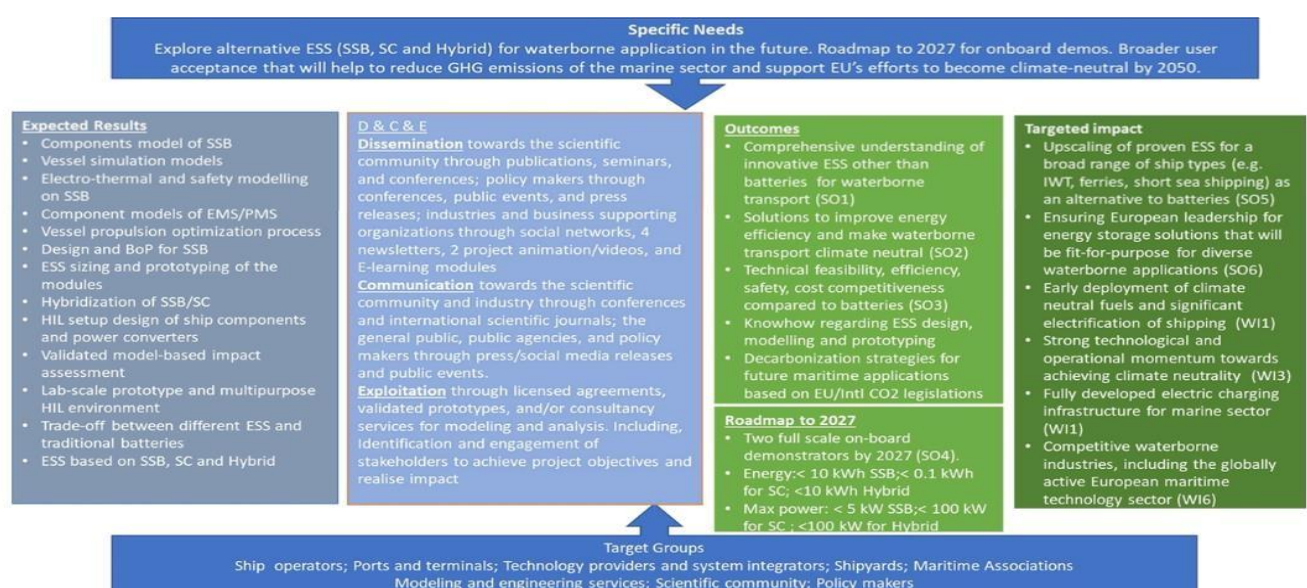 Specific Needs
Explore alternative ESS (SSB, SC and Hybrid) for waterborne application in the future. Roadmap to 2027 for onboard demos. Broader user
acceptance that will help to reduce GHG emissions of the marine sector and support EU's efforts to become climate-neutral by 2050.
Expected Results
• Components model of SSB
• Vessel simulation models
• Electro-thermal and safety modelling
on SSB
• Component models of EMS/PMS
• Vessel propulsion optimization process
• Design and BoP for SSB
• ESS sizing and prototyping of the
modules
• Hybridization of SSB/SC
• HIL setup design of ship components
and power converters
• Validated model-based impact
assessment
• Lab-scale prototype and multipurpose
HIL environment
• Trade-off between different ESS and
traditional batteries
• ESS based on SSB, SC and Hybrid
D & C & E
Dissemination towards the scientific
community through publications, seminars,
and conferences; policy makers through
conferences, public events, and press
releases; industries and business supporting
organizations through social networks, 4
newsletters, 2 project animation/videos, and
E-learning modules
Communication towards the scientific
community and industry through conferences
and international scientific journals; the
general public, public agencies, and policy
makers through press/social media releases
and public events.
Exploitation through licensed agreements,
validated prototypes, and/or consultancy
services for modeling and analysis. Including,
Identification and engagement of
stakeholders to achieve project objectives and
realise impact
Outcomes
• Comprehensive understanding of
innovative ESS other than
batteries for waterborne
transport (SO1)
• Solutions to improve energy
efficiency and make waterborne
transport climate neutral (SO2)
• Technical feasibility, efficiency,
safety, cost competitiveness
compared to batteries (SO3)
• Knowhow regarding ESS design,
modelling and prototyping
• Decarbonization strategies for
future maritime applications
based on EU/Intl CO2 legislations
Roadmap to 2027
• Two full scale on-board
demonstrators by 2027 (SO4).
• Energy:< 10 kWh SSB;< 0.1 kWh
for SC; <10 kWh Hybrid
• Max power: < 5 kW SSB;< 100 kW
for SC ; <100 kW for Hybrid
Targeted impact
• Upscaling of proven ESS for a
broad range of ship types (e.g.
IWT, ferries, short sea shipping) as
an alternative to batteries (SO5)
• Ensuring European leadership for
energy storage solutions that will
be fit-for-purpose for diverse
waterborne applications (SO6)
• Early deployment of climate
neutral fuels and significant
electrification of shipping (WI1)
• Strong technological and
operational momentum towards
achieving climate neutrality (WI3)
• Fully developed electric charging
infrastructure for marine sector
(WI1)
• Competitive waterborne
industries, including the globally
active European maritime
technology sector (WI6)
Target Groups
Ship operators; Ports and terminals; Technology providers and system integrators; Shipyards; Maritime Associations
Modeling and engineering services; Scientific community; Policy makers